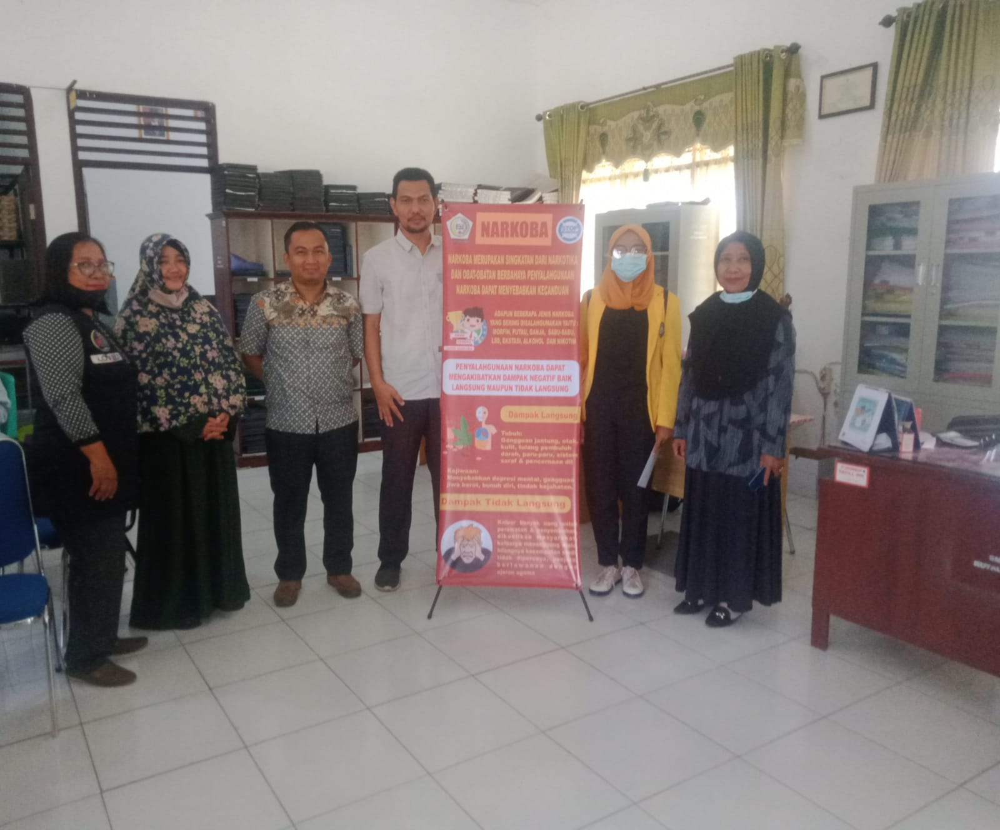 NARKOBA
STOP
NARKOBA MERUPAKAN SINGKATAN DARI NARKOTIKA
DAN OBAT-OBATAN BERBAHAYA PENYALAHGUNAAN
NARKOBA DAPAT MENYEBABKAN KECANDUAN
ADAPUN BEBERAPA JENIS NARKOBA
YANG SERING DISALAHGUNAKAN YAITU :
MORFIN, PUTAU, GANJA, SABU-SABU,
LSD, EKSTASI, ALKOHOL DAN NIKOTIN
PENYALAHGUNAAN NARKOBA DAPAT
MENGAKIBATKAN DAMPAK NEGATIF BAIK
LANGSUNG MAUPUN TIDAK LANGSUNG
Dampak Langsung
Tubuh:
Gangguan jantung, otak,
kulit, tulang pembuluh
darah, paru-paru, sistem
saraf & pencernaan dll
Kejiwaan:
Menyebabkan depresi mental, gangguan
jiwa berat, bunuh diri, tindak kejahatan,
Dampak Tidak Langsung
Keluar banyak uang untuk
perawatan & penyembuhan
dikucilkan masyarakat,
keluarga menanggung malu
hilangnya kesempatan
tidak dipercaya,
berlawanan dengan
ajaran agama